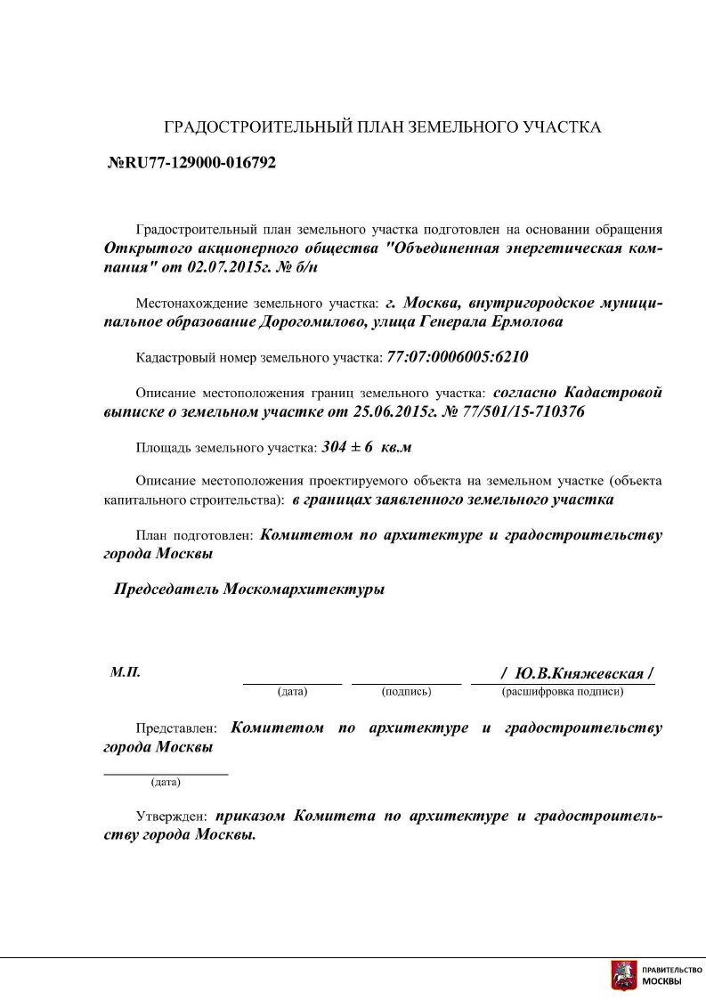 ГРАДОСТРОИТЕЛЬНЫЙ ПЛАН ЗЕМЕЛЬНОГО УЧАСТКА
№RU77-129000-016792
Градостроительный план земельного участка подготовлен на основании обращения
Открытого акционерного общества "Объединенная энергетическая ком-
пания" от 02.07.2015г. № б/н
Местонахождение земельного участка: г. Москва, внутригородское муници-
пальное образование Дорогомилово, улица Генерала Ермолова
Кадастровый номер земельного участка: 77:07:0006005:6210
Описание местоположения границ земельного участка: согласно Кадастровой
выписке о земельном участке от 25.06.2015г. № 77/501/15-710376
Площадь земельного участка: 304 ± 6 кв.м
Описание местоположения проектируемого объекта на земельном участке (объекта
капитального строительства): в границах заявленного земельного участка
План подготовлен: Комитетом по архитектуре и градостроительству
города Москвы
Председатель Москомархитектуры
М.П. / Ю.В.Княжевская /
(дата) (подпись) (расшифровка подписи)
Представлен: Комитетом по архитектуре и градостроительству
города Москвы
(дата)
Утвержден: приказом Комитета по архитектуре и градостроитель-
ству города Москвы.
ПРАВИТЕЛЬСТВО
МОСКВЫ